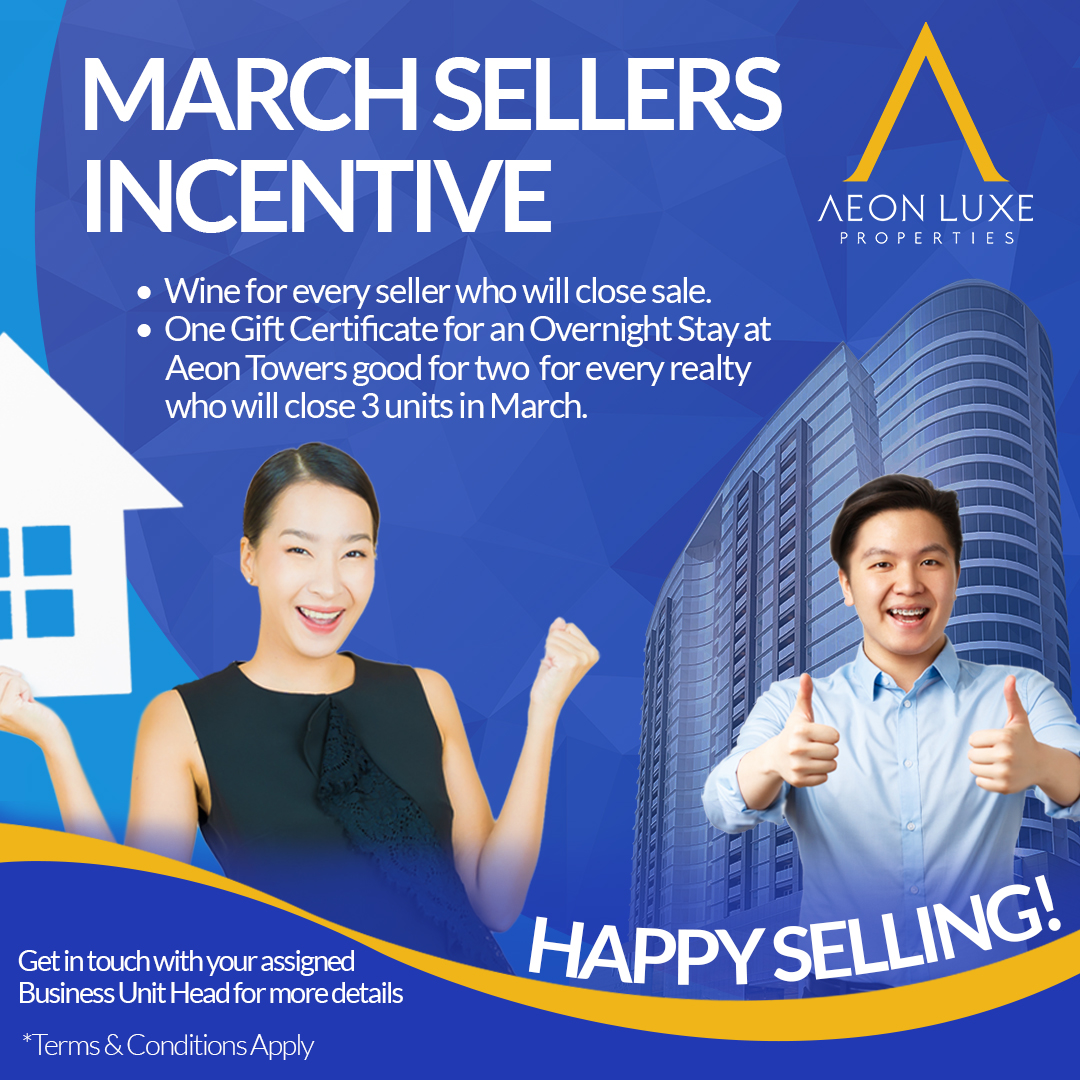 MARCH SELLERS
INCENTIVE
AEON LUXE
PROPERTIES
• Wine for every seller who will close sale.
• One Gift Certificate for an Overnight Stay at
Aeon Towers good for two for every realty
who will close 3 units in March.
HAPPY SELLING!
Get in touch with your assigned
Business Unit Head for more details
*Terms & Conditions Apply